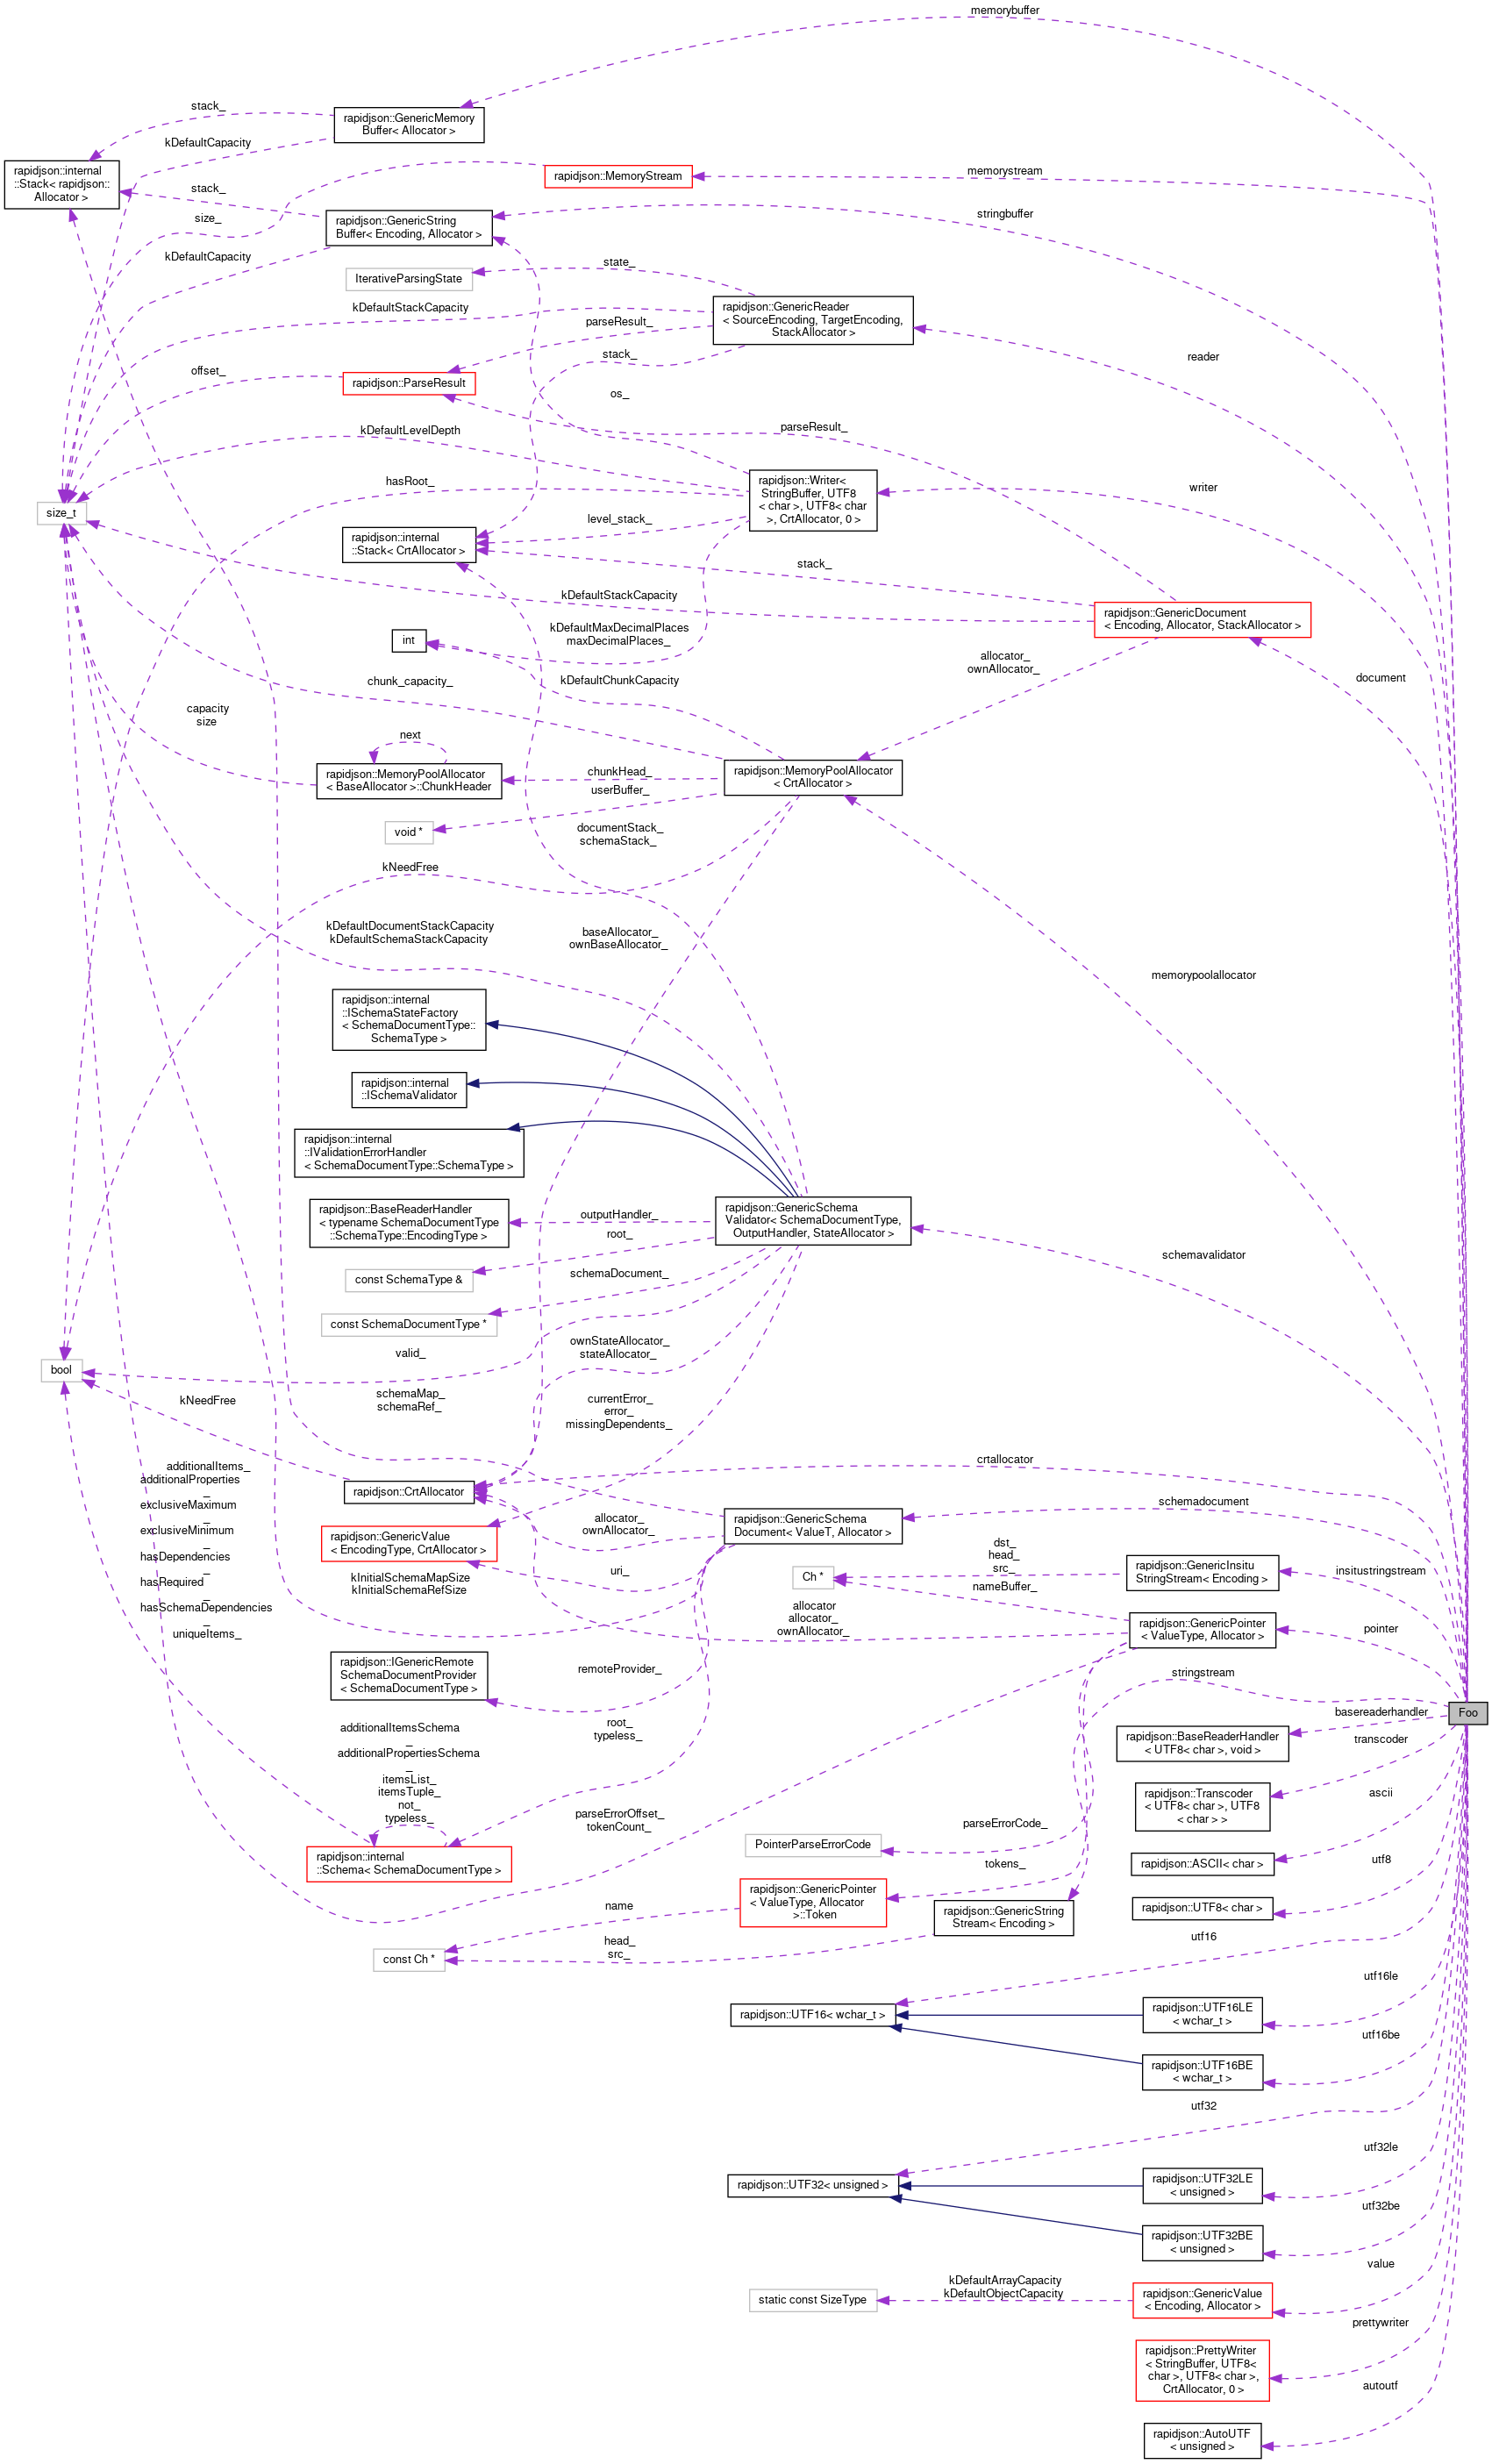 memorybuffer
stack_
rapidjson::GenericMemory
Buffer< Allocator >
kDefaultCapacity
rapidjson::internal
::Stack< rapidjson::
Allocator >
rapidjson::MemoryStream
memorystream
stack_
size_
rapidjson::GenericString
Buffer< Encoding, Allocator >
stringbuffer
kDefaultCapacity
IterativeParsingState
state_
kDefaultStackCapacity
rapidjson::GenericReader
< SourceEncoding, TargetEncoding,
StackAllocator >
parseResult_
reader
stack_
offset_
rapidjson::ParseResult
os_
kDefaultLevelDepth
parseResult_
hasRoot_
rapidjson::Writer<
StringBuffer, UTF8
< char >, UTF8< char
>, CrtAllocator, 0 >
writer
size_t
level_stack_
rapidjson::internal
::Stack< CrtAllocator >
stack_
kDefaultStackCapacity
rapidjson::GenericDocument
< Encoding, Allocator, StackAllocator >
int
kDefaultMaxDecimalPlaces
maxDecimalPlaces_
allocator_
ownAllocator_
document
chunk_capacity_
kDefaultChunkCapacity
capacity
size
next
rapidjson::MemoryPoolAllocator
< BaseAllocator >::ChunkHeader
chunkHead_
userBuffer_
rapidjson::MemoryPoolAllocator
< CrtAllocator >
void *
documentStack_
schemaStack_
kNeedFree
kDefaultDocumentStackCapacity
kDefaultSchemaStackCapacity
baseAllocator_
ownBaseAllocator_
memorypoolallocator
rapidjson::internal
::ISchemaStateFactory
< SchemaDocumentType::
SchemaType >
rapidjson::internal
::ISchemaValidator
rapidjson::internal
::IValidationErrorHandler
< SchemaDocumentType::SchemaType >
rapidjson::BaseReaderHandler
< typename SchemaDocumentType
::SchemaType::EncodingType >
outputHandler_
root_
rapidjson::GenericSchema
Validator< SchemaDocumentType,
OutputHandler, StateAllocator >
schemavalidator
const SchemaType &
schemaDocument_
const SchemaDocumentType *
valid_
ownStateAllocator_
stateAllocator_
bool
kNeedFree
schemaMap_
schemaRef_
currentError_
error_
missingDependents_
crtallocator
rapidjson::CrtAllocator
schemadocument
additionalItems_
additionalProperties
_
exclusiveMaximum
_
exclusiveMinimum
_
hasDependencies
_
hasRequired
_
hasSchemaDependencies
_
uniqueItems_
rapidjson::GenericValue
< EncodingType, CrtAllocator >
allocator_
ownAllocator_
rapidjson::GenericSchema
Document< ValueT, Allocator >
uri_
kInitialSchemaMapSize
kInitialSchemaRefSize
Ch *
dst_
head_
src_
nameBuffer_
rapidjson::GenericInsitu
StringStream< Encoding >
insitustringstream
allocator
allocator_
ownAllocator_
rapidjson::GenericPointer
< ValueType, Allocator >
pointer
rapidjson::IGenericRemote
SchemaDocumentProvider
< SchemaDocumentType >
remoteProvider_
stringstream
Foo
basereaderhandler
root_
typeless_
rapidjson::BaseReaderHandler
< UTF8< char >, void >
transcoder
additionalItemsSchema
_
additionalPropertiesSchema
_
itemsList_
itemsTuple_
not_
typeless_
rapidjson::Transcoder
< UTF8< char >, UTF8
< char > >
ascii
parseErrorOffset_
tokenCount_
parseErrorCode_
PointerParseErrorCode
rapidjson::internal
::Schema< SchemaDocumentType >
rapidjson::ASCII< char >
utf8
tokens_
rapidjson::GenericPointer
< ValueType, Allocator
>::Token
name
rapidjson::GenericString
Stream< Encoding >
rapidjson::UTF8< char >
utf16
head_
src_
const Ch *
utf16le
rapidjson::UTF16< wchar_t >
rapidjson::UTF16LE
< wchar_t >
utf16be
rapidjson::UTF16BE
< wchar_t >
utf32
utf32le
rapidjson::UTF32< unsigned >
rapidjson::UTF32LE
< unsigned >
utf32be
rapidjson::UTF32BE
< unsigned >
value
kDefaultArrayCapacity
kDefaultObjectCapacity
static const SizeType
rapidjson::GenericValue
< Encoding, Allocator >
prettywriter
rapidjson::PrettyWriter
< StringBuffer, UTF8<
char >, UTF8< char >,
CrtAllocator, 0 >
autoutf
rapidjson::AutoUTF
< unsigned >